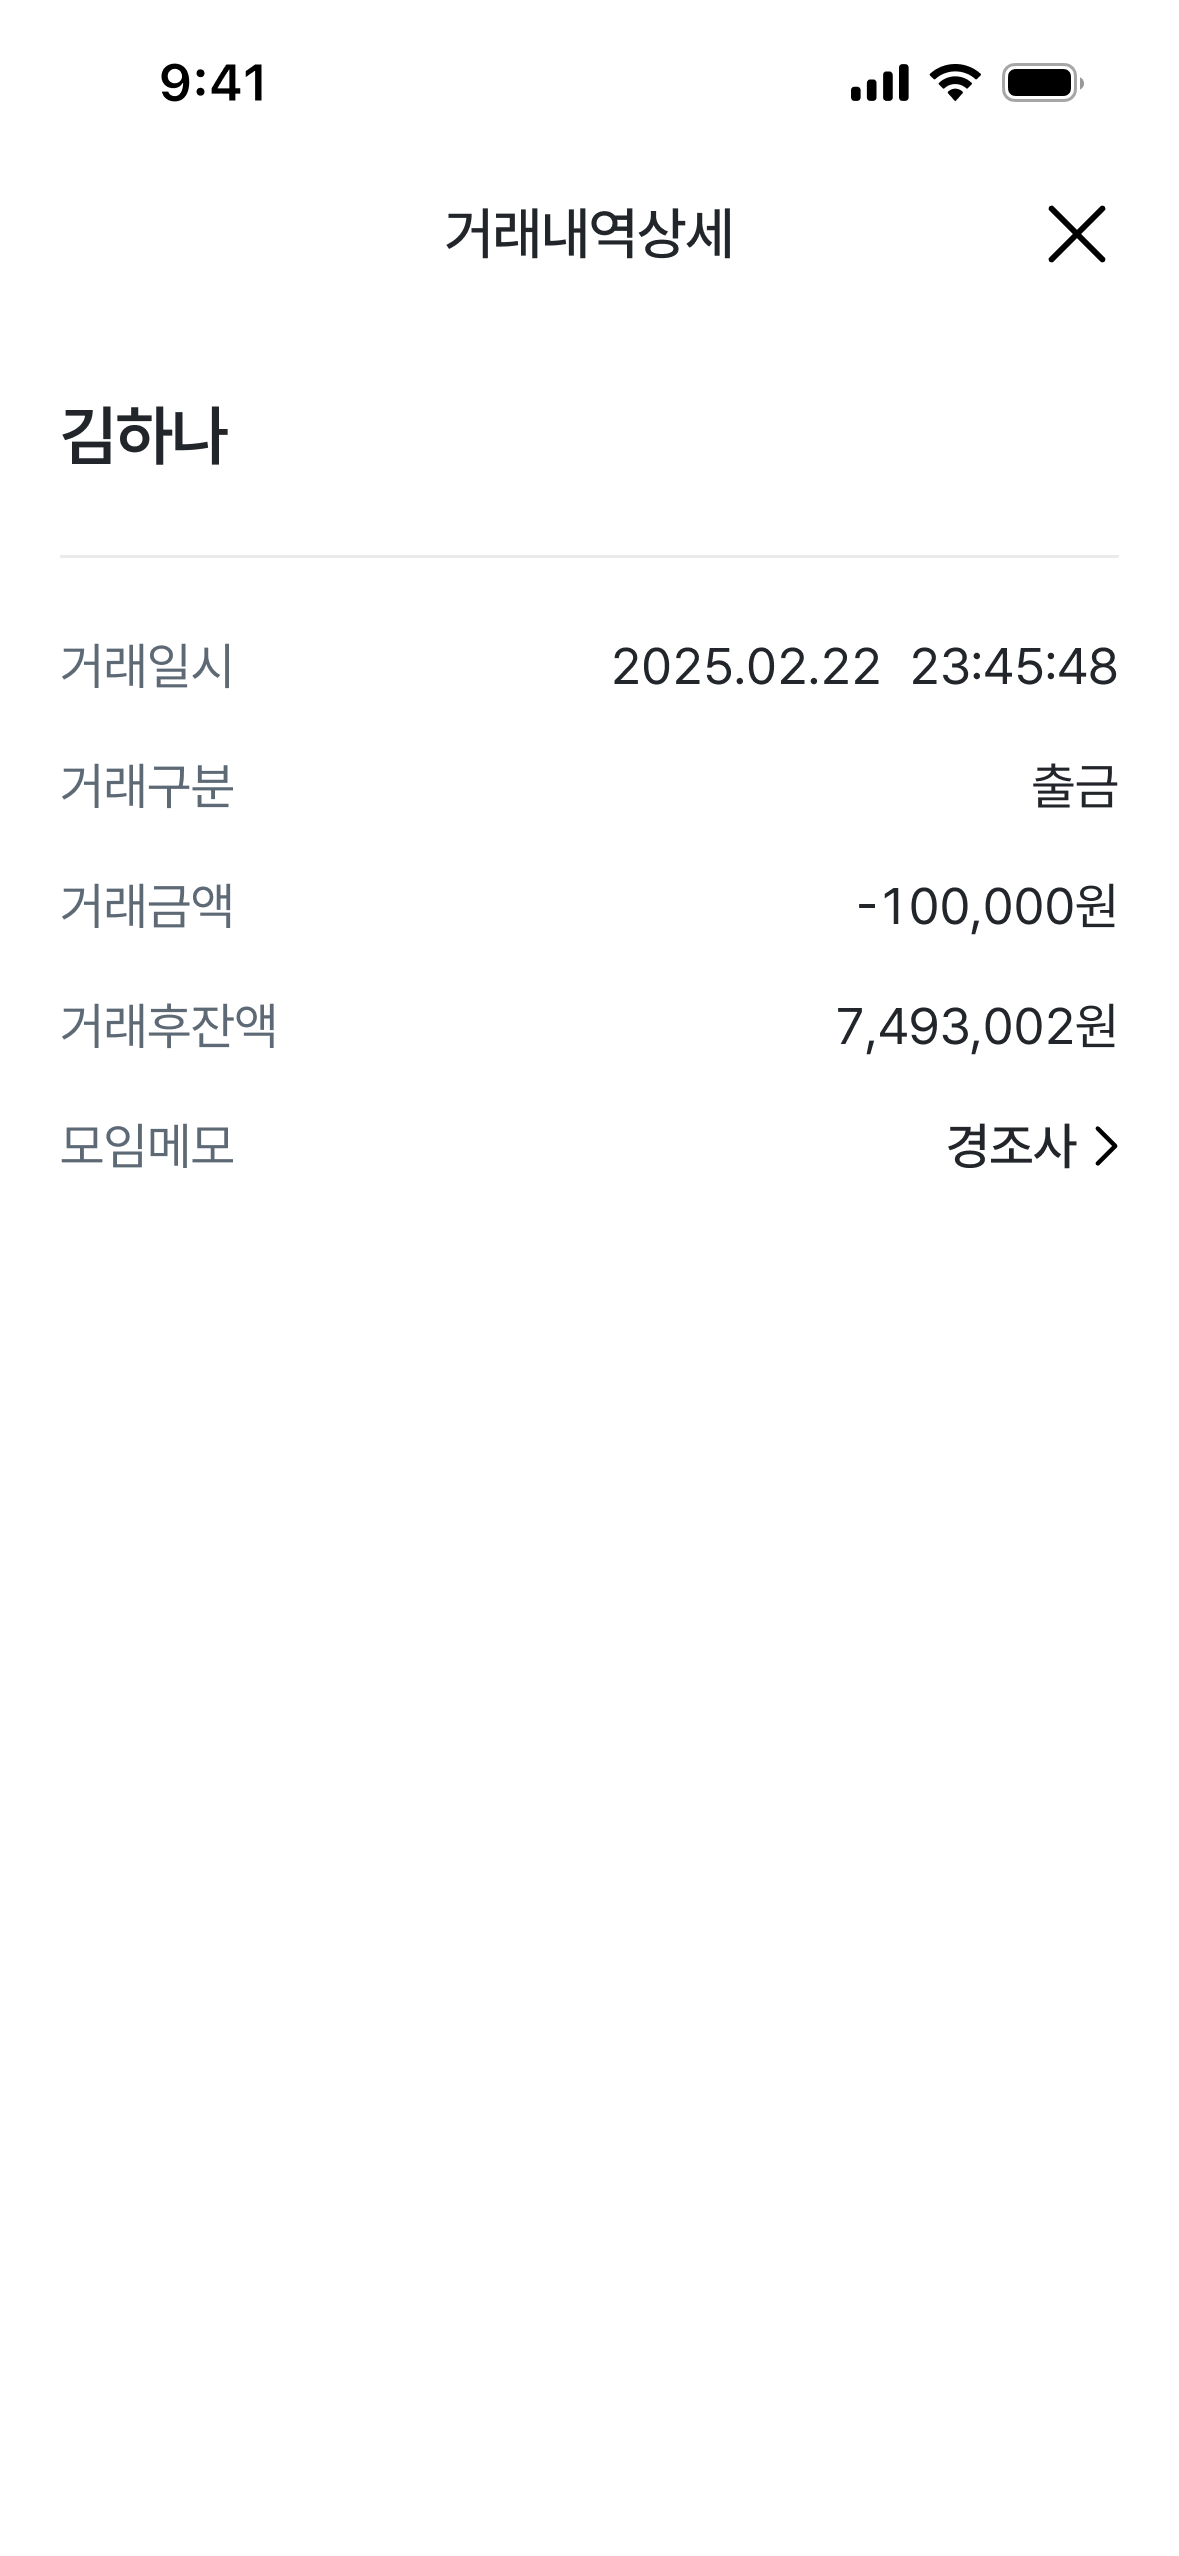 9:41
거래내역상세
김하나
거래일시 2025.02.22 23:45:48
거래구분 출금
거래금액 -100,000원
거래후잔액 7,493,002원
모임메모 경조사